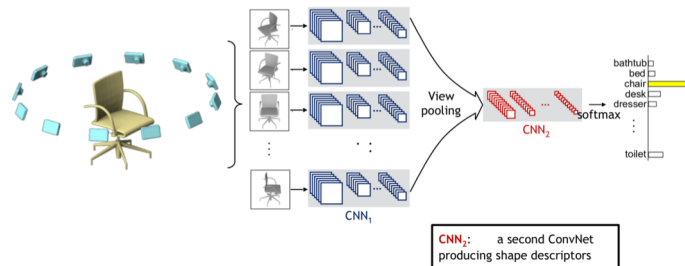 View
pooling
CNN₁
CNN₂
softmax
bathtub
bed
chair
desk
dresser
toilet
CNN₂: a second ConvNet
producing shape descriptors